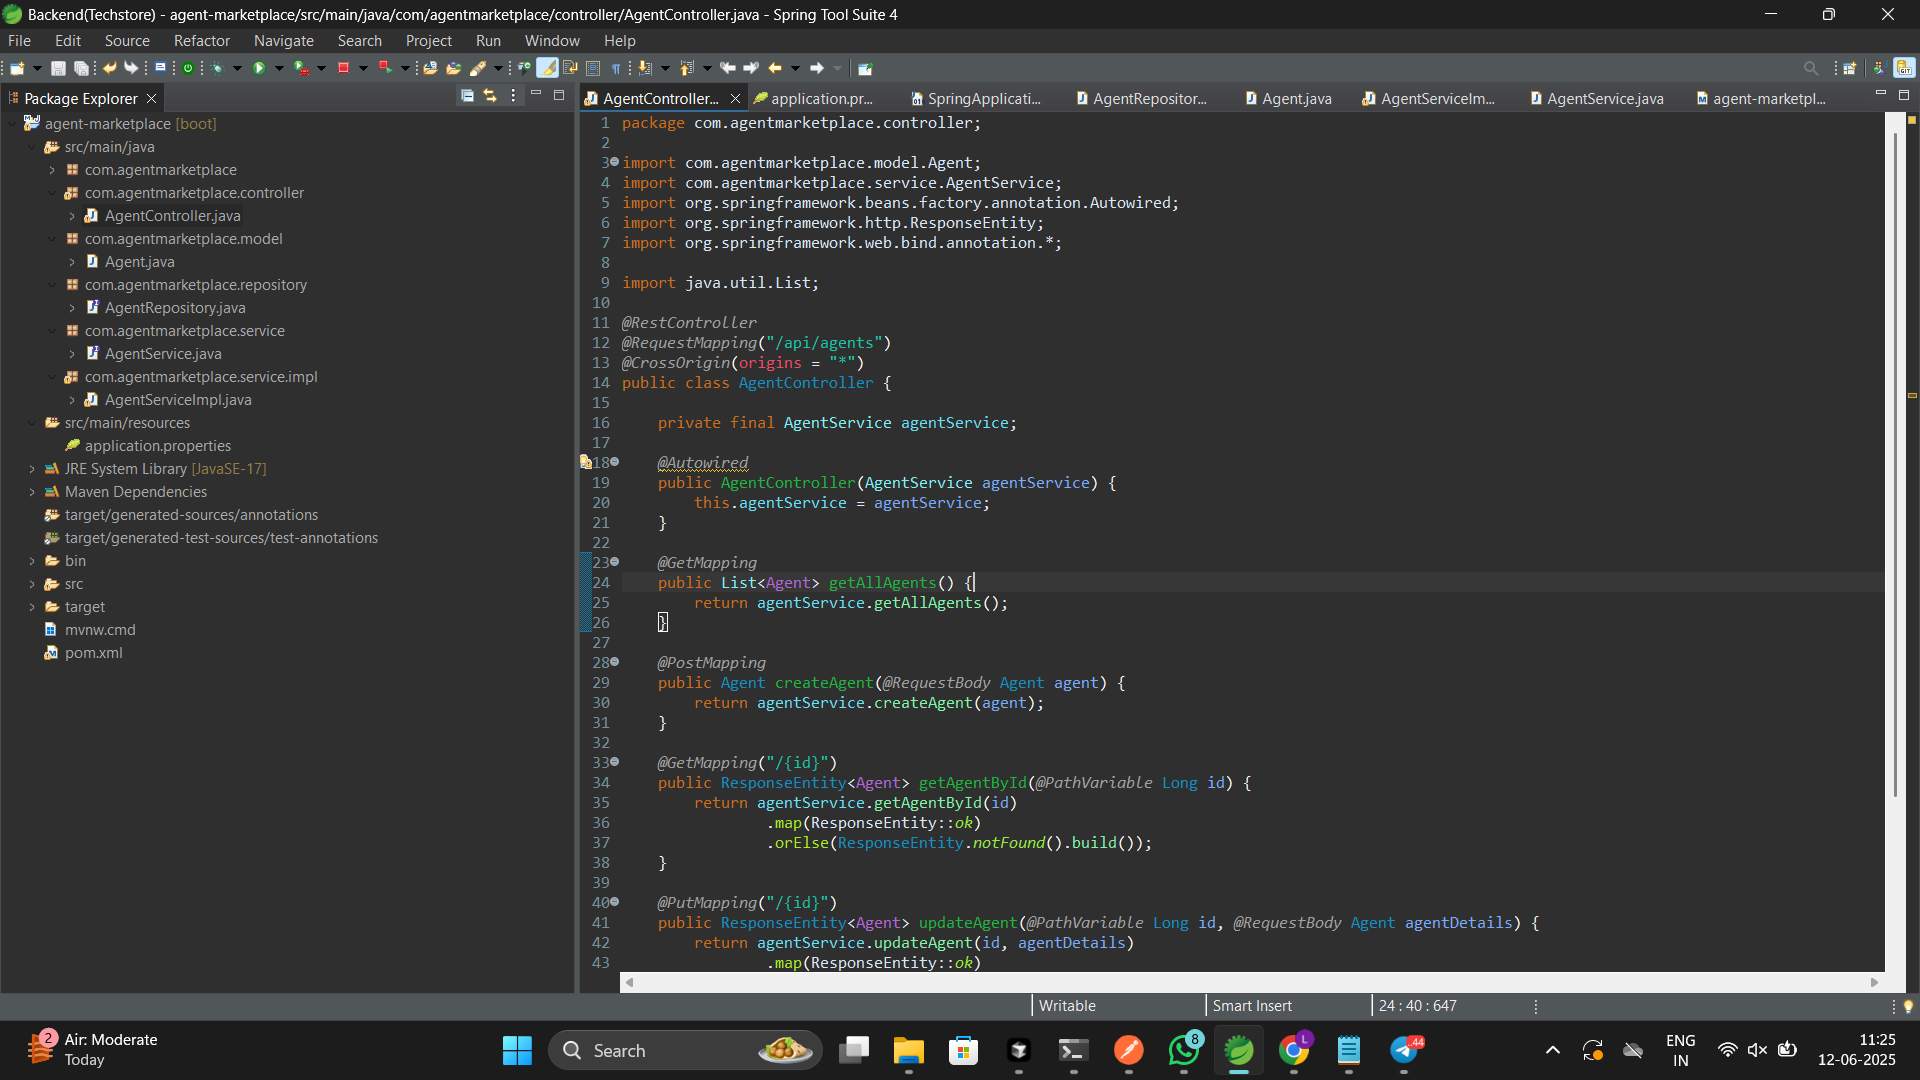 Backend(Techstore) - agent-marketplace/src/main/java/com/agentmarketplace/controller/AgentController.java - Spring Tool Suite 4
File Edit Source Refactor Navigate Search Project Run Window Help
Package Explorer
agent-marketplace [boot]
src/main/java
com.agentmarketplace
com.agentmarketplace.controller
AgentController.java
com.agentmarketplace.model
Agent.java
com.agentmarketplace.repository
AgentRepository.java
com.agentmarketplace.service
AgentService.java
com.agentmarketplace.service.impl
AgentServiceImpl.java
src/main/resources
application.properties
JRE System Library [JavaSE-17]
Maven Dependencies
target/generated-sources/annotations
target/generated-test-sources/test-annotations
bin
src
target
mvnw.cmd
pom.xml
AgentController... application.pr... SpringApplicati... AgentRepositor... Agent.java AgentServiceIm... AgentService.java agent-marketpl...
1 package com.agentmarketplace.controller;
2
3 import com.agentmarketplace.model.Agent;
4 import com.agentmarketplace.service.AgentService;
5 import org.springframework.beans.factory.annotation.Autowired;
6 import org.springframework.http.ResponseEntity;
7 import org.springframework.web.bind.annotation.*;
8
9 import java.util.List;
10
11 @RestController
12 @RequestMapping("/api/agents")
13 @CrossOrigin(origins = "*")
14 public class AgentController {
15
16 private final AgentService agentService;
17
18 @Autowired
19 public AgentController(AgentService agentService) {
20 this.agentService = agentService;
21 }
22
23 @GetMapping
24 public List<Agent> getAllAgents() {
25 return agentService.getAllAgents();
26 }
27
28 @PostMapping
29 public Agent createAgent(@RequestBody Agent agent) {
30 return agentService.createAgent(agent);
31 }
32
33 @GetMapping("/{id}")
34 public ResponseEntity<Agent> getAgentById(@PathVariable Long id) {
35 return agentService.getAgentById(id)
36 .map(ResponseEntity::ok)
37 .orElse(ResponseEntity.notFound().build());
38 }
39
40 @PutMapping("/{id}")
41 public ResponseEntity<Agent> updateAgent(@PathVariable Long id, @RequestBody Agent agentDetails) {
42 return agentService.updateAgent(id, agentDetails)
43 .map(ResponseEntity::ok)
Writable Smart Insert 24 : 40 : 647
2
Air: Moderate
Today
Search
8
L
.44
ENG
IN
11:25
12-06-2025